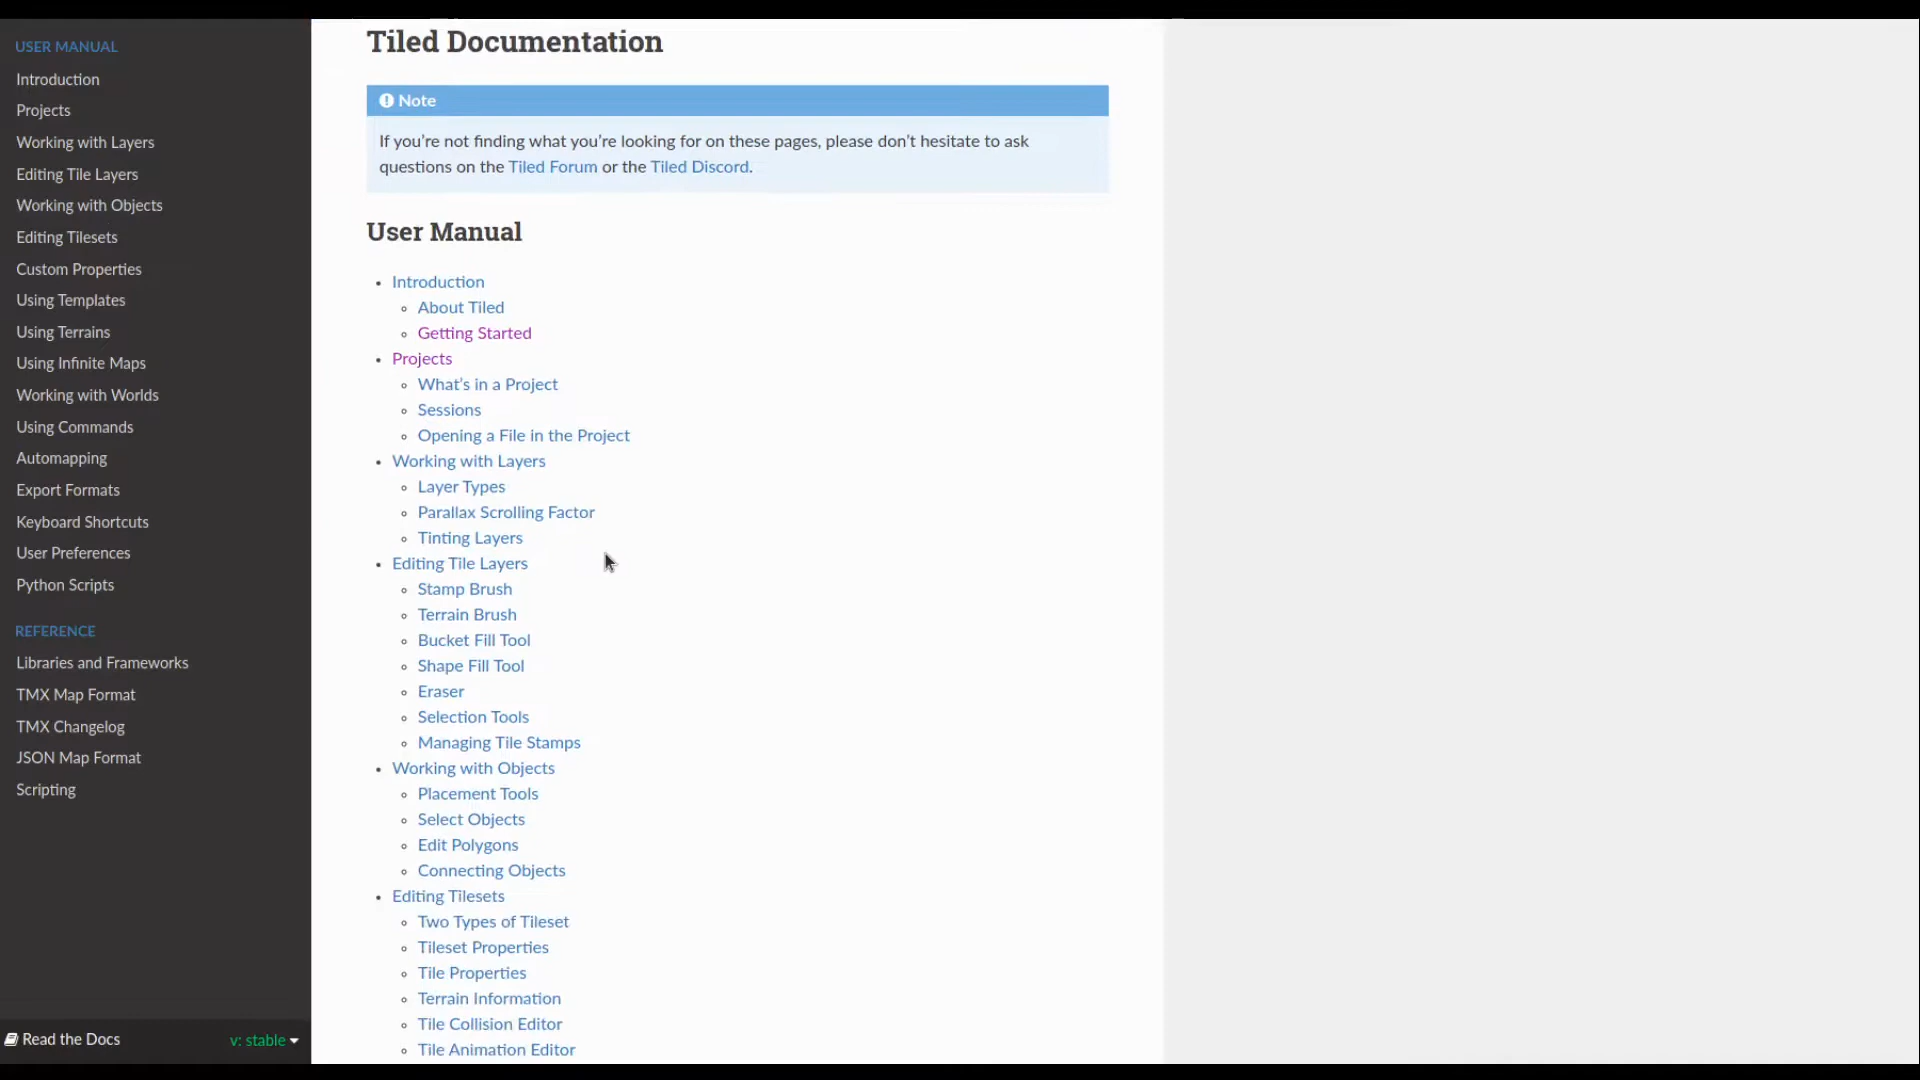 USER MANUAL
Introduction
Projects
Working with Layers
Editing Tile Layers
Working with Objects
Editing Tilesets
Custom Properties
Using Templates
Using Terrains
Using Infinite Maps
Working with Worlds
Using Commands
Automapping
Export Formats
Keyboard Shortcuts
User Preferences
Python Scripts
REFERENCE
Libraries and Frameworks
TMX Map Format
TMX Changelog
JSON Map Format
Scripting
Read the Docs
v: stable
Tiled Documentation
Note
If you’re not finding what you’re looking for on these pages, please don’t hesitate to ask
questions on the Tiled Forum or the Tiled Discord.
User Manual
Introduction
About Tiled
Getting Started
Projects
What’s in a Project
Sessions
Opening a File in the Project
Working with Layers
Layer Types
Parallax Scrolling Factor
Tinting Layers
Editing Tile Layers
Stamp Brush
Terrain Brush
Bucket Fill Tool
Shape Fill Tool
Eraser
Selection Tools
Managing Tile Stamps
Working with Objects
Placement Tools
Select Objects
Edit Polygons
Connecting Objects
Editing Tilesets
Two Types of Tileset
Tileset Properties
Tile Properties
Terrain Information
Tile Collision Editor
Tile Animation Editor